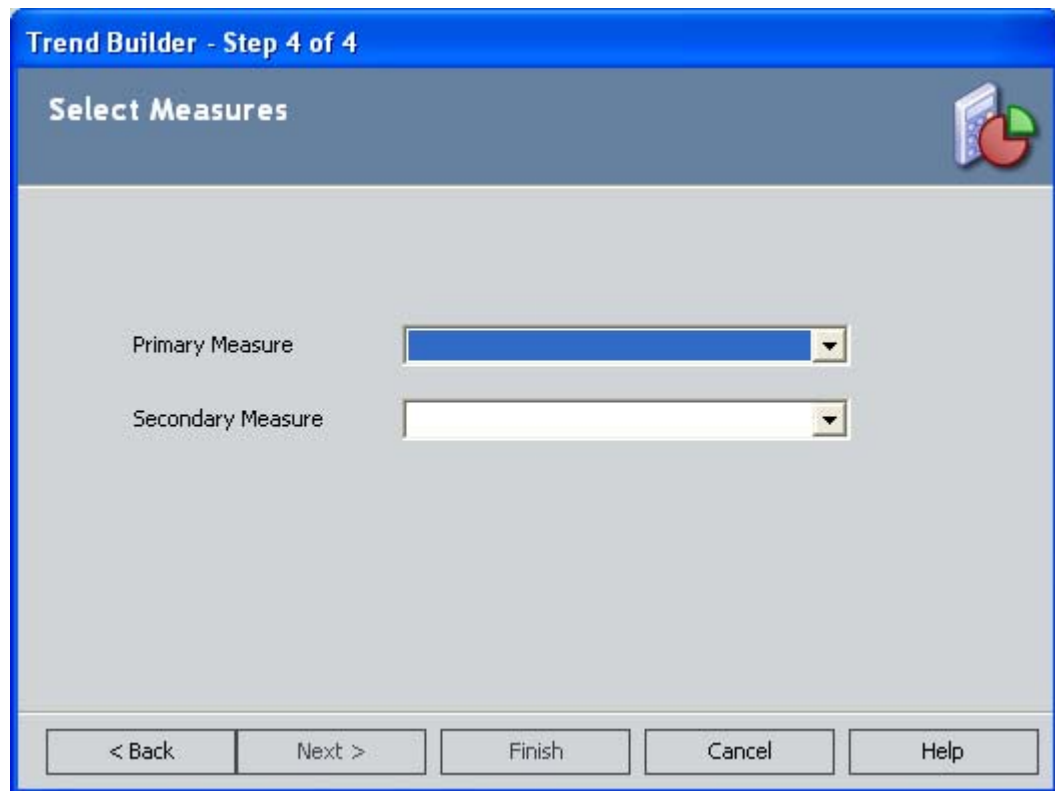 Trend Builder - Step 4 of 4
Select Measures
Primary Measure
Secondary Measure
< Back
Next >
Finish
Cancel
Help